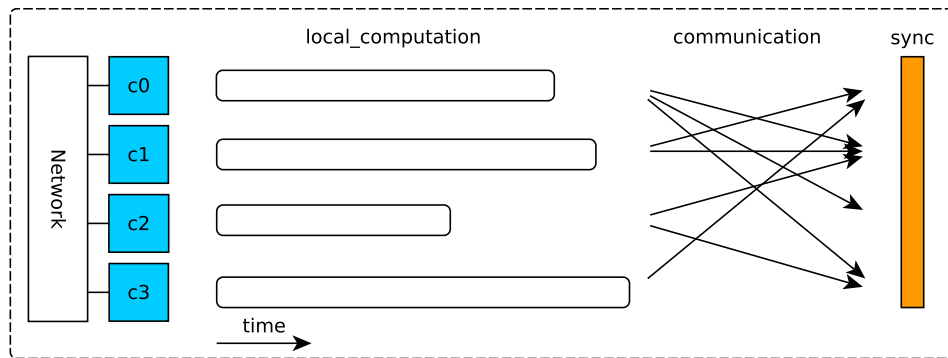 local_computation communication sync
Network
c0
c1
c2
c3
time